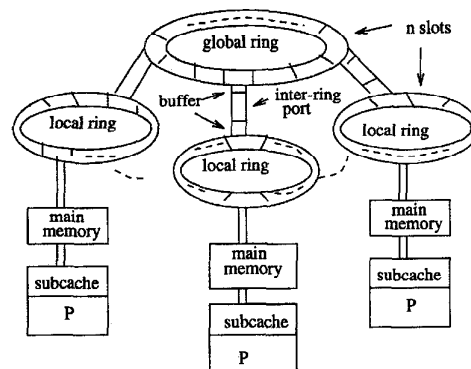 global ring
n slots
buffer
inter-ring
port
local ring
local ring
local ring
main
memory
main
memory
main
memory
subcache
P
subcache
P
subcache
P